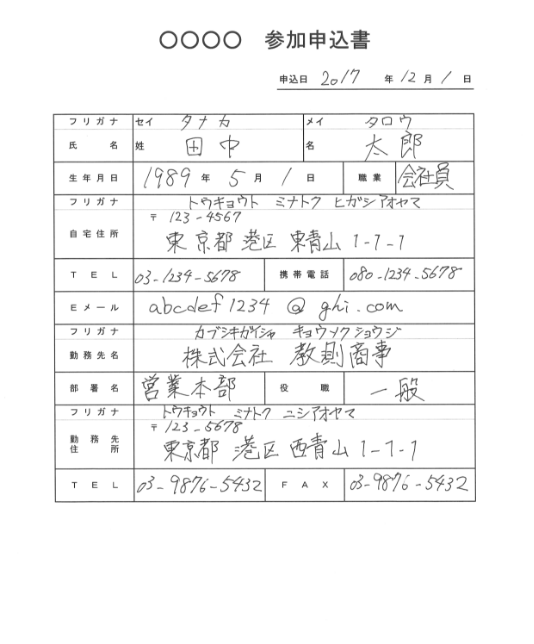 〇〇〇〇 参加申込書
申込日 2017 年 12 月 1 日
フリガナ セイ タナカ メイ タロウ
氏名 姓 田中 名 太郎
生年月日 1989 年 5 月 1 日 職業 会社員
フリガナ トウキョウト ミナトク ヒガシアオヤマ
〒 123-4567
自宅住所 東京都 港区 東青山 1-7-1
TEL 03-1234-5678 携帯電話 080-1234-5678
Eメール abcdef1234@ghi.com
フリガナ カブシキガイシャ キョウソクショウジ
勤務先名 株式会社 教則商事
部署名 営業本部 役職 一般
フリガナ トウキョウト ミナトク ニシアオヤマ
〒 123-5678
勤務先住所 東京都 港区 西青山 1-7-1
TEL 03-9876-5432 FAX 03-9876-5432